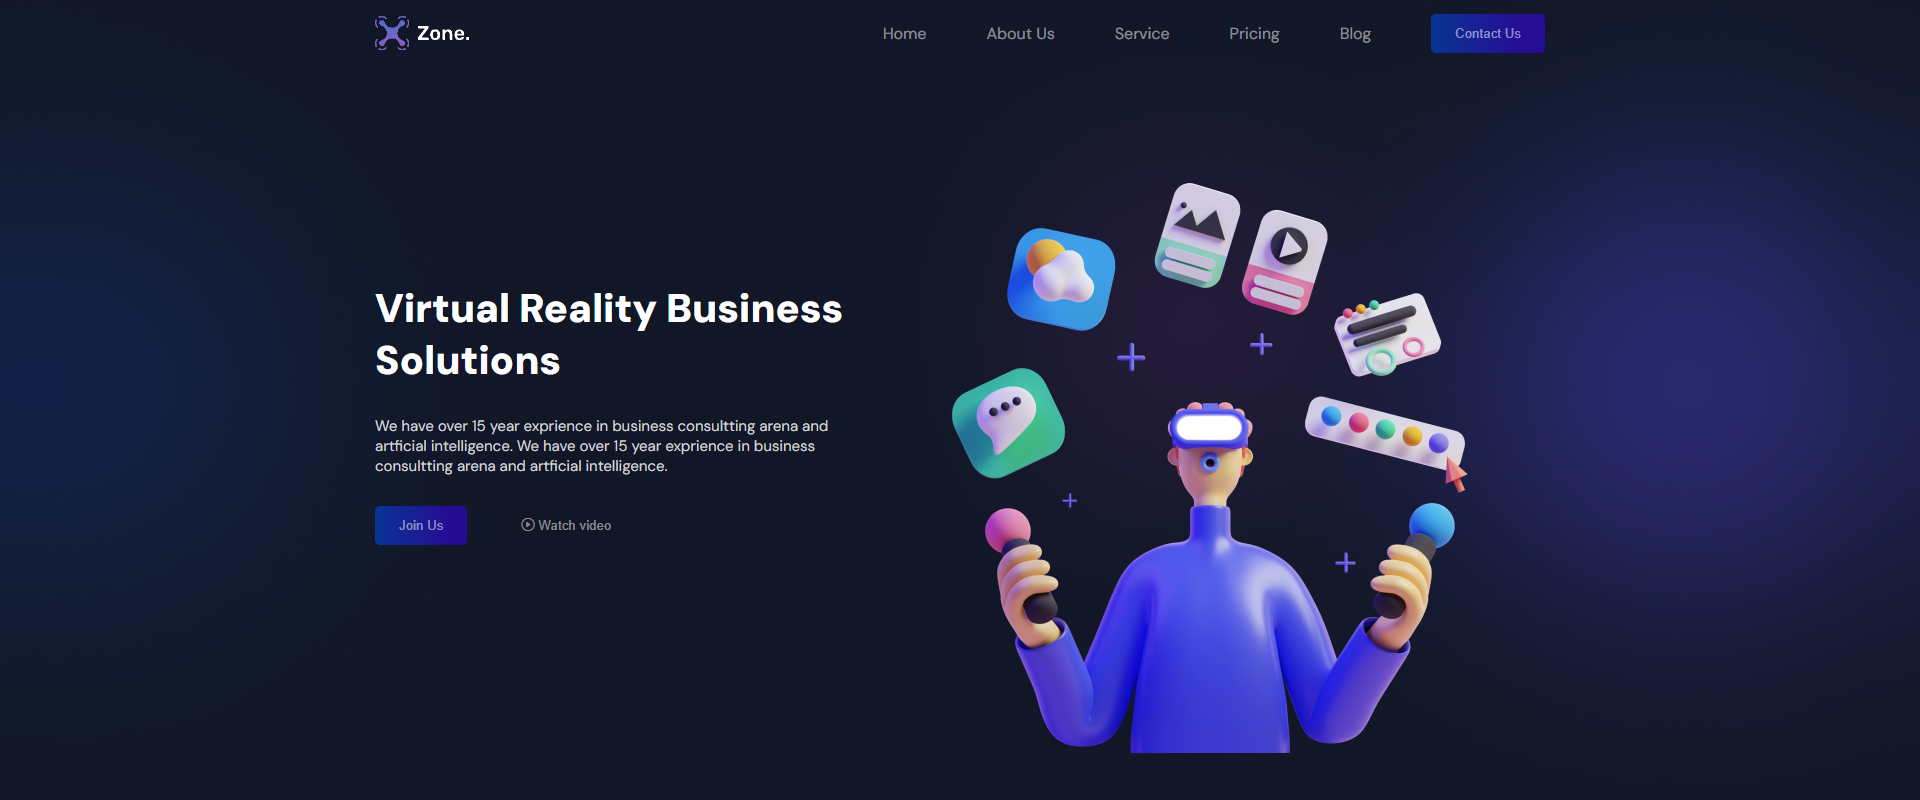 Zone.
Home
About Us
Service
Pricing
Blog
Contact Us
Virtual Reality Business
Solutions
We have over 15 year exprience in business consultting arena and
artficial intelligence. We have over 15 year exprience in business
consultting arena and artficial intelligence.
Join Us
Watch video